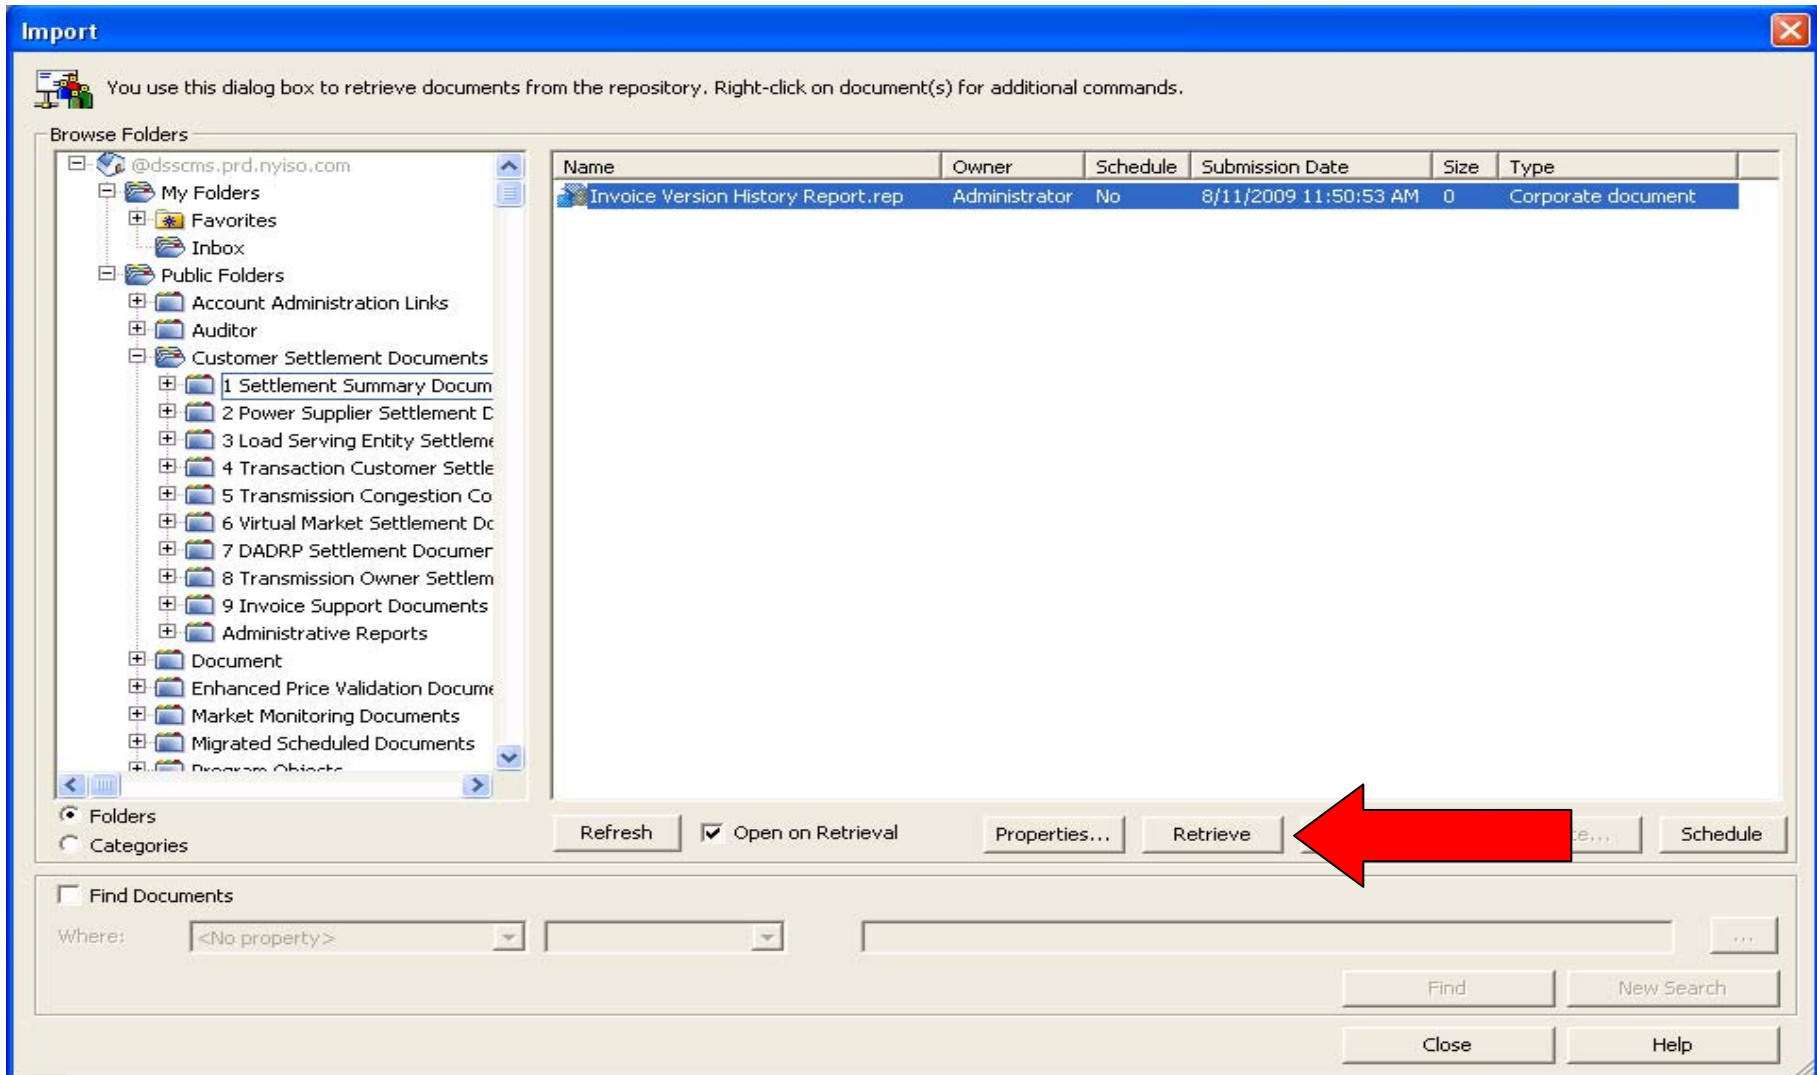 Import
You use this dialog box to retrieve documents from the repository. Right-click on document(s) for additional commands.
Browse Folders
@dsscms.prd.nyiso.com
My Folders
Favorites
Inbox
Public Folders
Account Administration Links
Auditor
Customer Settlement Documents
1 Settlement Summary Docum
2 Power Supplier Settlement D
3 Load Serving Entity Settleme
4 Transaction Customer Settle
5 Transmission Congestion Co
6 Virtual Market Settlement Do
7 DADRP Settlement Documen
8 Transmission Owner Settlem
9 Invoice Support Documents
Administrative Reports
Document
Enhanced Price Validation Docume
Market Monitoring Documents
Migrated Scheduled Documents
Program Objects
Name Owner Schedule Submission Date Size Type
Invoice Version History Report.rep Administrator No 8/11/2009 11:50:53 AM 0 Corporate document
Folders
Categories
Refresh Open on Retrieval Properties... Retrieve Schedule
Find Documents
Where: <No property> ...
Find New Search
Close Help